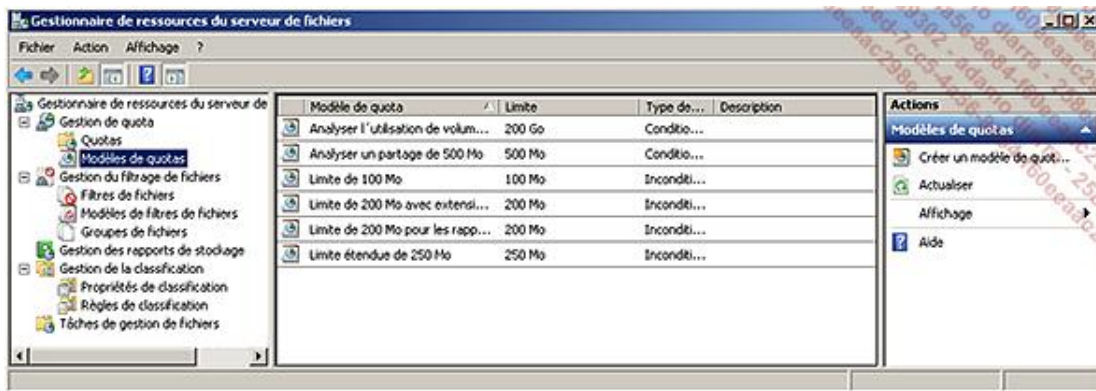 Gestionnaire de ressources du serveur de fichiers
Fichier Action Affichage ?
Gestionnaire de ressources du serveur de
Gestion de quota
Quotas
Modèles de quotas
Gestion du filtrage de fichiers
Filtres de fichiers
Modèles de filtres de fichiers
Groupes de fichiers
Gestion des rapports de stockage
Gestion de la classification
Propriétés de classification
Règles de classification
Tâches de gestion de fichiers
Modèle de quota Limite Type de... Description
Analyser l'utilisation de volum... 200 Go Conditio...
Analyser un partage de 500 Mo 500 Mo Conditio...
Limite de 100 Mo 100 Mo Inconditi...
Limite de 200 Mo avec extensi... 200 Mo Inconditi...
Limite de 200 Mo pour les rapp... 200 Mo Inconditi...
Limite étendue de 250 Mo 250 Mo Inconditi...
Actions
Modèles de quotas
Créer un modèle de quot...
Actualiser
Affichage
Aide